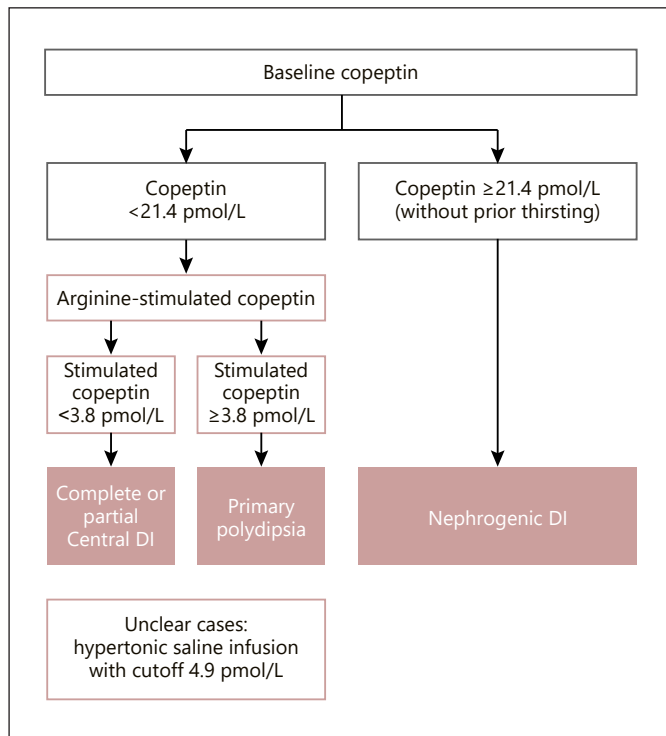 Baseline copeptin
Copeptin
<21.4 pmol/L
Copeptin ≥21.4 pmol/L
(without prior thirsting)
Arginine-stimulated copeptin
Stimulated
copeptin
<3.8 pmol/L
Stimulated
copeptin
≥3.8 pmol/L
Complete or
partial
Central DI
Primary
polydipsia
Nephrogenic DI
Unclear cases:
hypertonic saline infusion
with cutoff 4.9 pmol/L